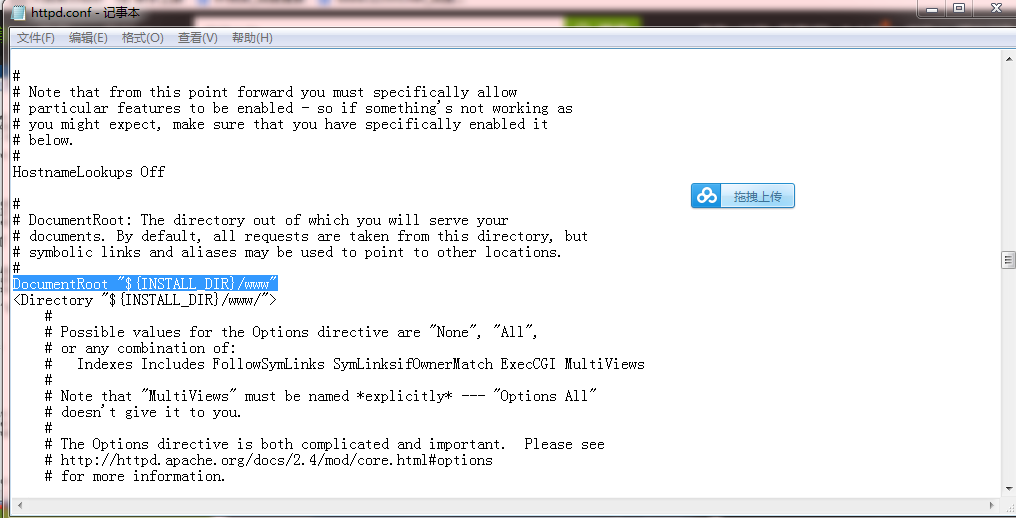 httpd.conf - 记事本
文件(F) 编辑(E) 格式(O) 查看(V) 帮助(H)
#
# Note that from this point forward you must specifically allow
# particular features to be enabled - so if something's not working as
# you might expect, make sure that you have specifically enabled it
# below.
#
HostnameLookups Off
拖拽上传
#
# DocumentRoot: The directory out of which you will serve your
# documents. By default, all requests are taken from this directory, but
# symbolic links and aliases may be used to point to other locations.
#
DocumentRoot "${INSTALL_DIR}/www"
<Directory "${INSTALL_DIR}/www/">
#
# Possible values for the Options directive are "None", "All",
# or any combination of:
#   Indexes Includes FollowSymLinks SymLinksifOwnerMatch ExecCGI MultiViews
#
# Note that "MultiViews" must be named *explicitly* --- "Options All"
# doesn't give it to you.
#
# The Options directive is both complicated and important.  Please see
# http://httpd.apache.org/docs/2.4/mod/core.html#options
# for more information.